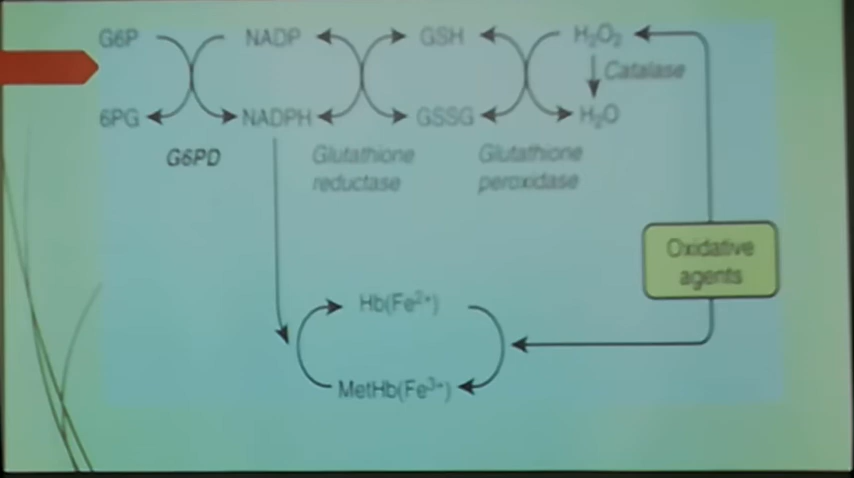 G6P NADP GSH H₂O₂
Catalase
6PG NADPH GSSG H₂O
G6PD Glutathione reductase Glutathione peroxidase
Oxidative
agents
Hb(Fe²⁺)
MetHb(Fe³⁺)